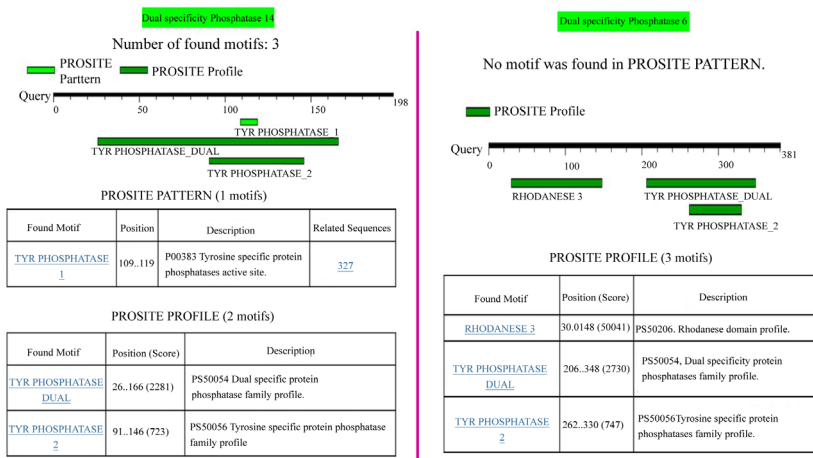 Dual specificity Phosphatase 14
Number of found motifs: 3
PROSITE Parttern
PROSITE Profile
Query
0 50 100 150 198
TYR PHOSPHATASE_1
TYR PHOSPHATASE_DUAL
TYR PHOSPHATASE_2
PROSITE PATTERN (1 motifs)
Found Motif Position Description Related Sequences
TYR PHOSPHATASE 1 109..119 P00383 Tyrosine specific protein phosphatases active site. 327
PROSITE PROFILE (2 motifs)
Found Motif Position (Score) Description
TYR PHOSPHATASE DUAL 26..166 (2281) PS50054 Dual specific protein phosphatase family profile.
TYR PHOSPHATASE 2 91..146 (723) PS50056 Tyrosine specific protein phosphatase family profile
Dual specificity Phosphatase 6
No motif was found in PROSITE PATTERN.
PROSITE Profile
Query
0 100 200 300 381
RHODANESE 3
TYR PHOSPHATASE_DUAL
TYR PHOSPHATASE_2
PROSITE PROFILE (3 motifs)
Found Motif Position (Score) Description
RHODANESE 3 30.0148 (50041) PS50206. Rhodanese domain profile.
TYR PHOSPHATASE DUAL 206..348 (2730) PS50054, Dual specificity protein phosphatases family profile.
TYR PHOSPHATASE 2 262..330 (747) PS50056Tyrosine specific protein phosphatases family profile.